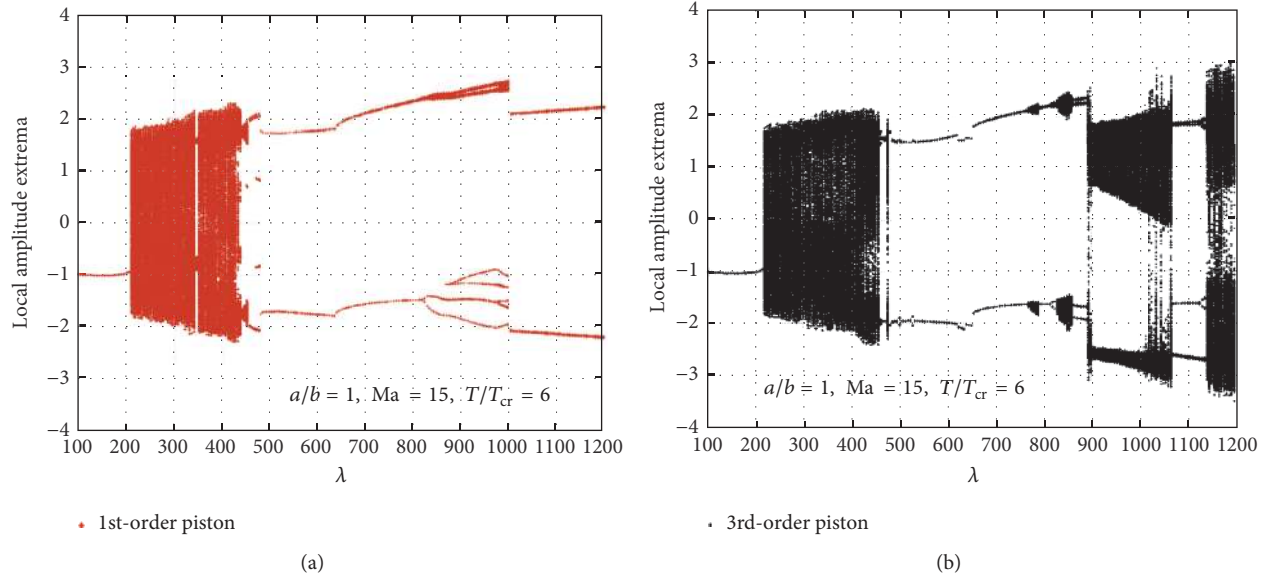 4
3
2
1
0
−1
−2
−3
−4
Local amplitude extrema
a/b = 1, Ma = 15, T/Tcr = 6
100 200 300 400 500 600 700 800 900 1000 1100 1200
λ
1st-order piston
(a)
4
3
2
1
0
−1
−2
−3
−4
Local amplitude extrema
a/b = 1, Ma = 15, T/Tcr = 6
100 200 300 400 500 600 700 800 900 1000 1100 1200
λ
3rd-order piston
(b)